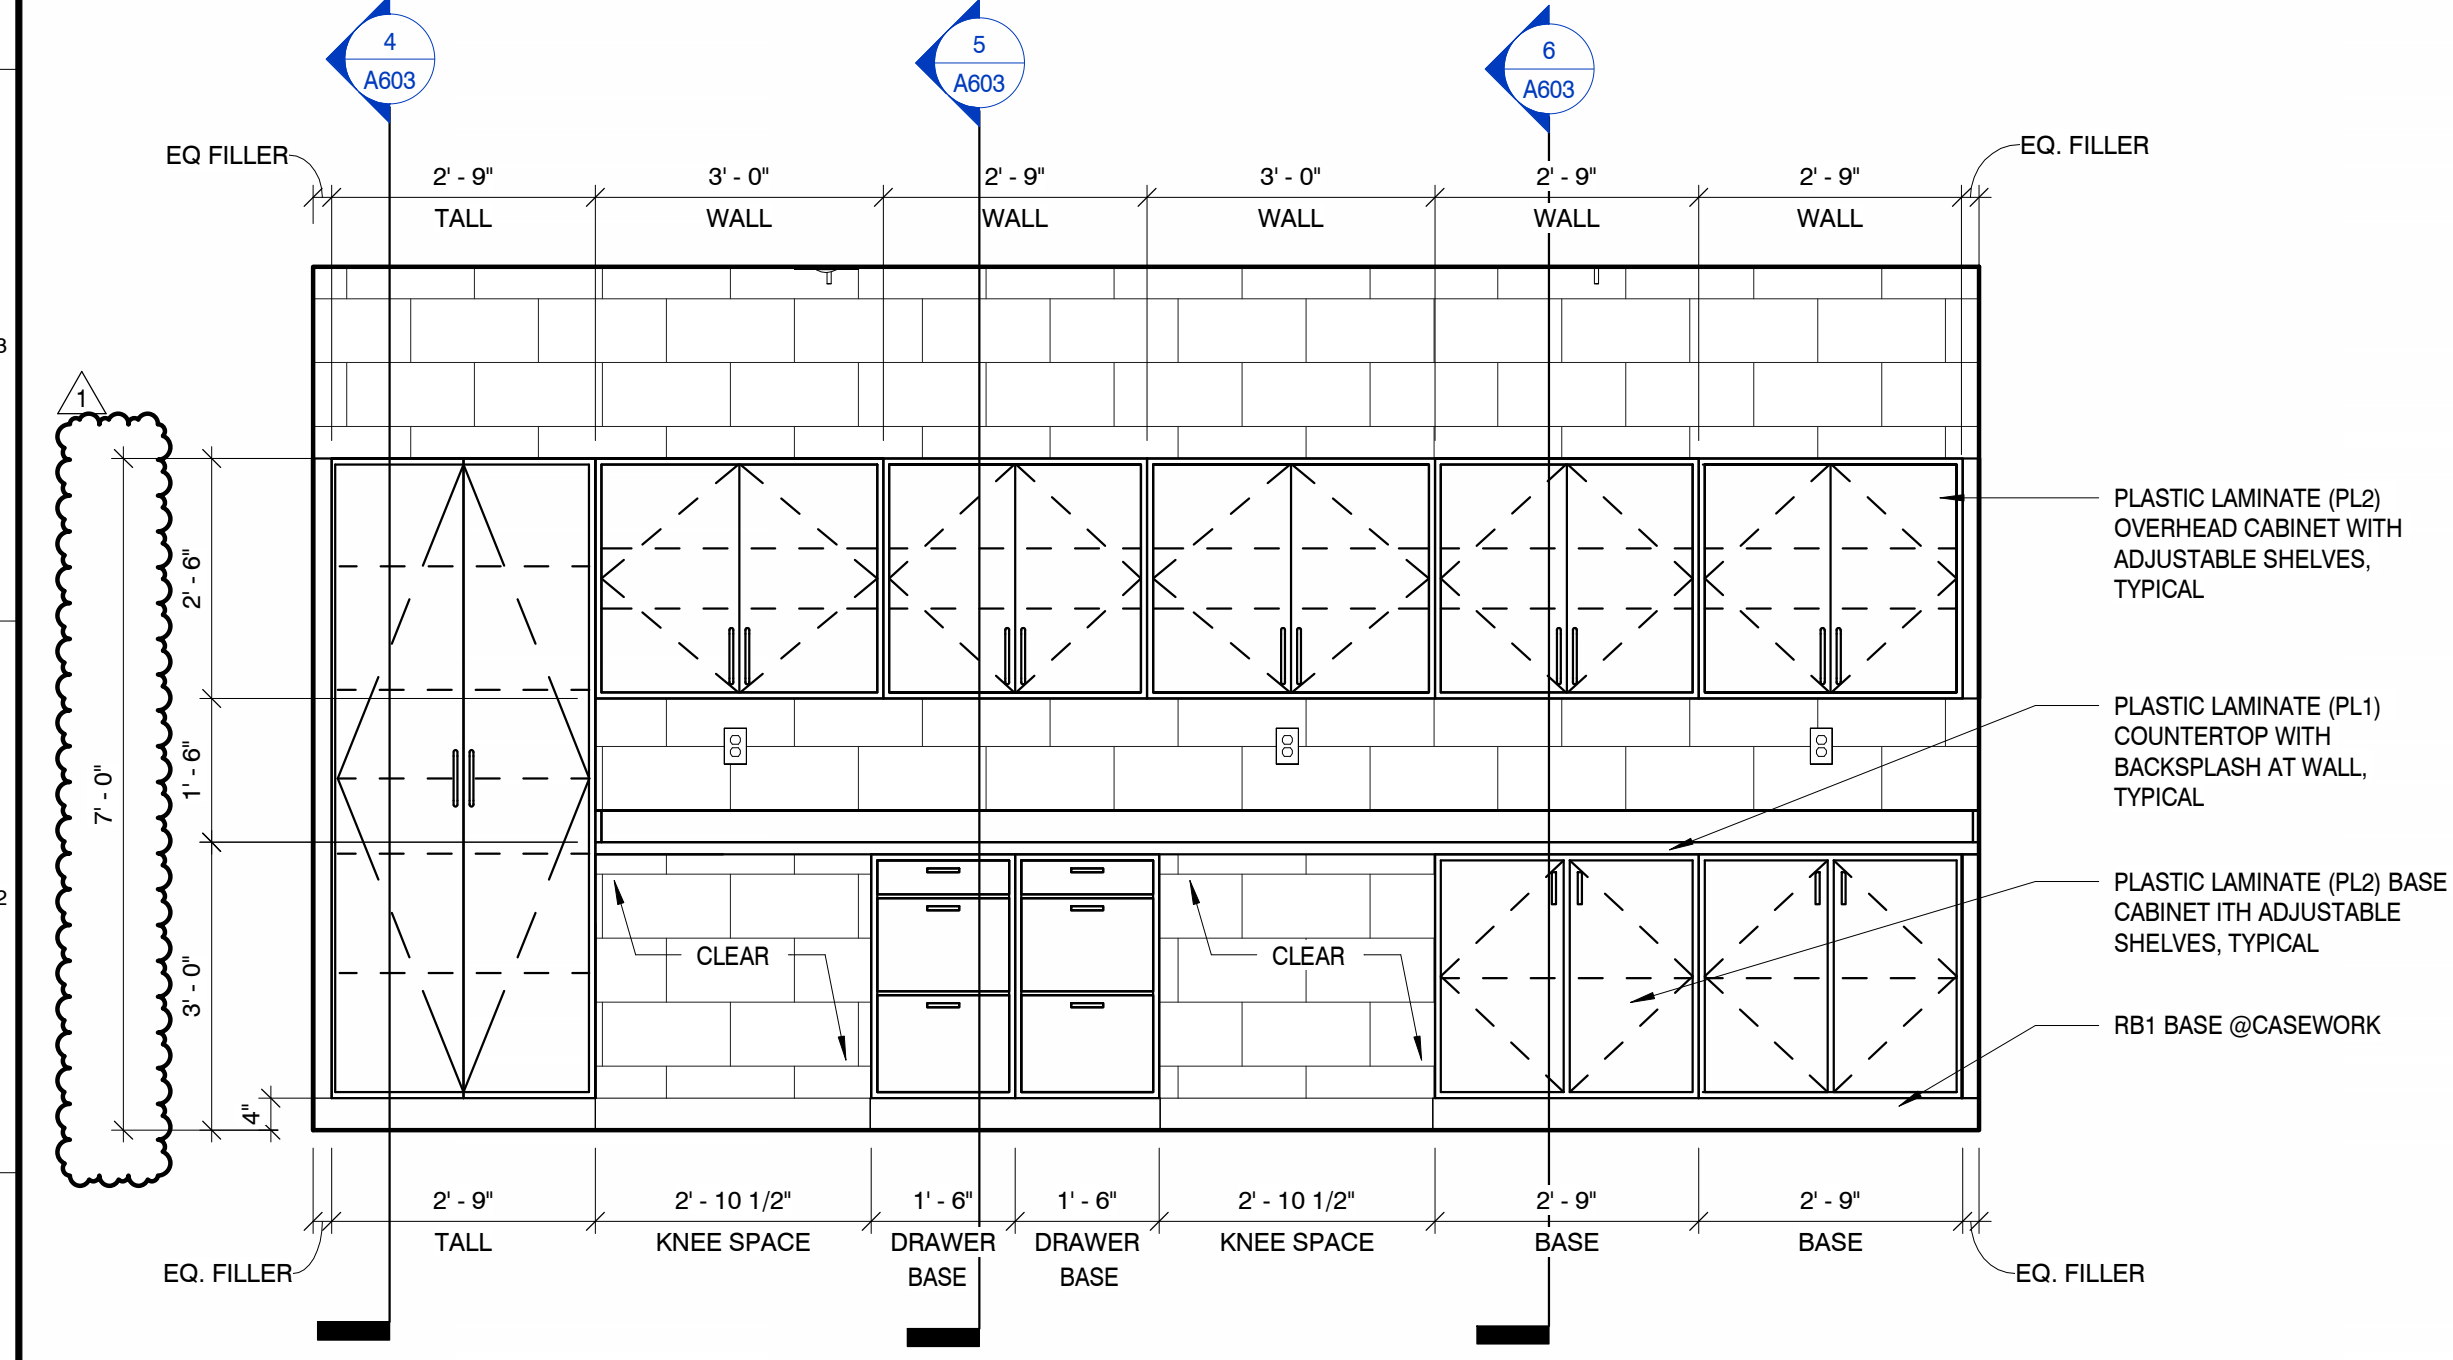 4
A603
5
A603
6
A603
EQ FILLER
EQ. FILLER
2' - 9"
3' - 0"
2' - 9"
3' - 0"
2' - 9"
2' - 9"
TALL
WALL
WALL
WALL
WALL
WALL
3
1
2' - 6"
1' - 6"
7' - 0"
3' - 0"
4"
2
PLASTIC LAMINATE (PL2)
OVERHEAD CABINET WITH
ADJUSTABLE SHELVES,
TYPICAL
PLASTIC LAMINATE (PL1)
COUNTERTOP WITH
BACKSPLASH AT WALL,
TYPICAL
PLASTIC LAMINATE (PL2) BASE
CABINET ITH ADJUSTABLE
SHELVES, TYPICAL
CLEAR
CLEAR
RB1 BASE @CASEWORK
2' - 9"
2' - 10 1/2"
1' - 6"
1' - 6"
2' - 10 1/2"
2' - 9"
2' - 9"
TALL
KNEE SPACE
DRAWER
BASE
DRAWER
BASE
KNEE SPACE
BASE
BASE
EQ. FILLER
EQ. FILLER